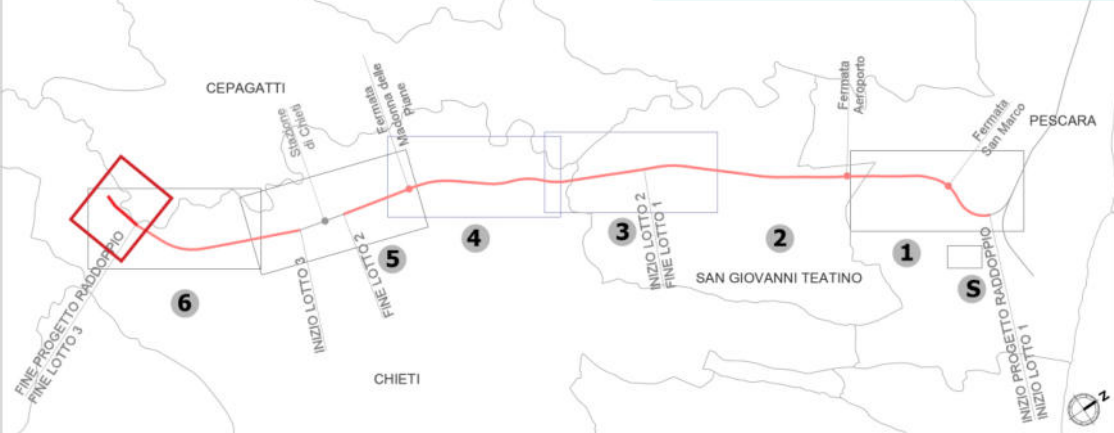 CEPAGATTI
Stazione
di Chieti
Fermata
Madonna delle
Piane
Fermata
Aeroporto
Fermata
San Marco
PESCARA
FINE PROGETTO RADDOPPIO
FINE LOTTO 3
6
INIZIO LOTTO 3
FINE LOTTO 2
5
4
3
INIZIO LOTTO 2
FINE LOTTO 1
2
SAN GIOVANNI TEATINO
1
S
INIZIO PROGETTO RADDOPPIO
INIZIO LOTTO 1
CHIETI
N